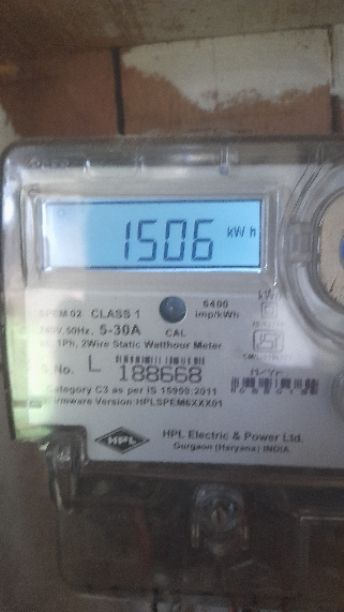 1506 kWh
SPEM 02 CLASS 1
6400
imp/kWh
240V, 50Hz, 5-30A
CAL
1Ph, 2Wire Static Watthour Meter
S.No. L 188668
Category C3 as per IS 15959:2011
Firmware Version HPLSPEM6XXX01
HPL
HPL Electric & Power Ltd.
Gurgaon (Haryana) INDIA